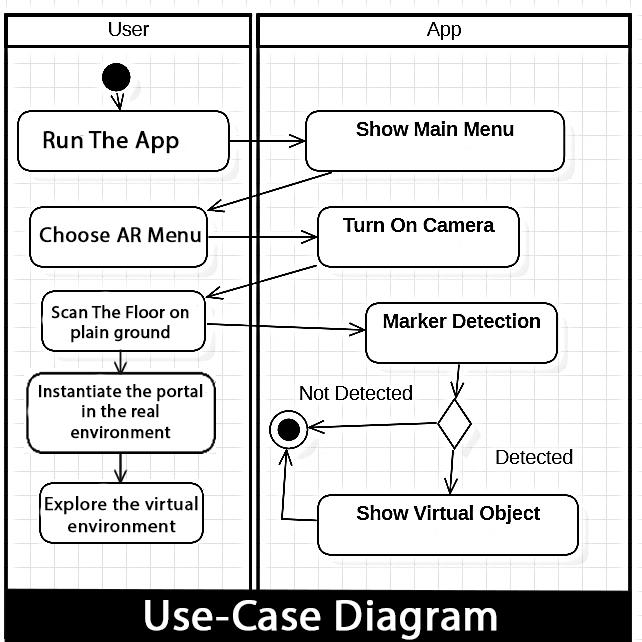 User
App
Run The App
Show Main Menu
Choose AR Menu
Turn On Camera
Scan The Floor on
plain ground
Marker Detection
Instantiate the portal
in the real
environment
Not Detected
Detected
Explore the virtual
environment
Show Virtual Object
Use-Case Diagram